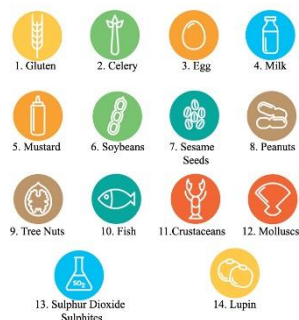 1. Gluten
2. Celery
3. Egg
4. Milk
5. Mustard
6. Soybeans
7. Sesame
Seeds
8. Peanuts
9. Tree Nuts
10. Fish
11.Crustaceans
12. Molluscs
SO₂
13. Sulphur Dioxide
Sulphites
14. Lupin